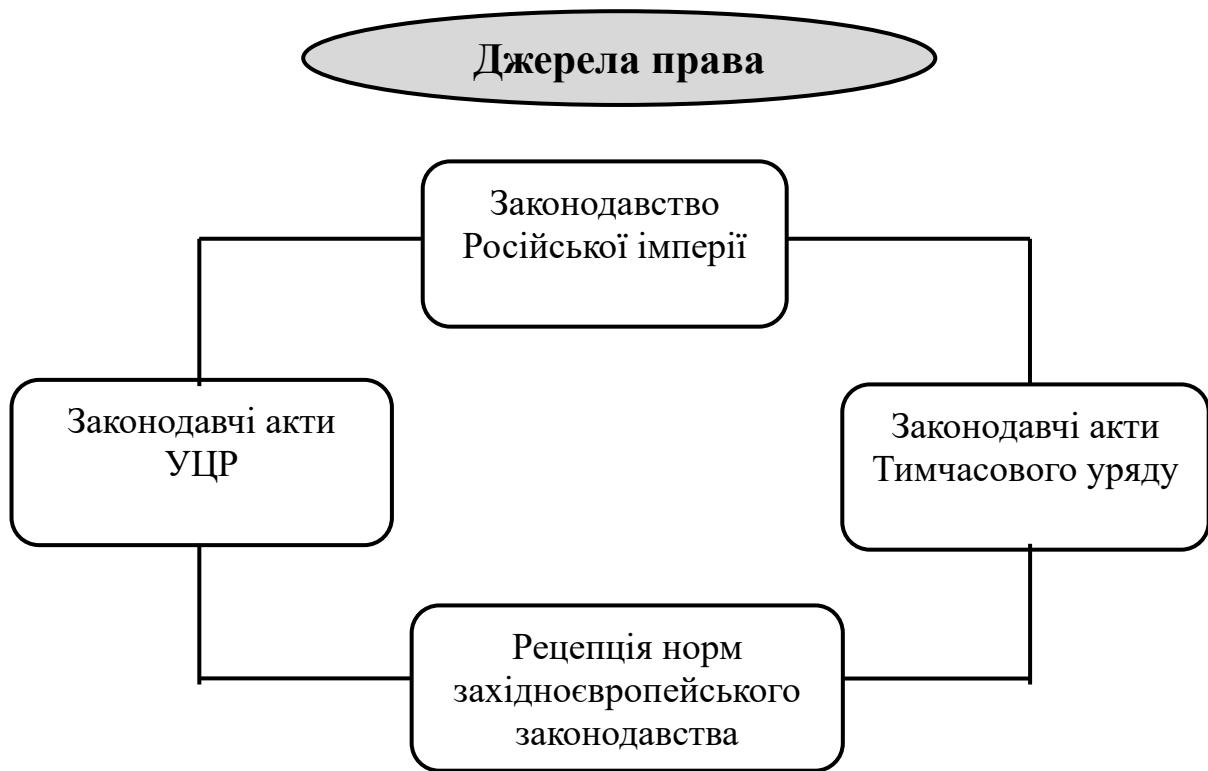 Джерела права
Законодавство
Російської імперії
Законодавчі акти
УЦР
Законодавчі акти
Тимчасового уряду
Рецепція норм
західноєвропейського
законодавства